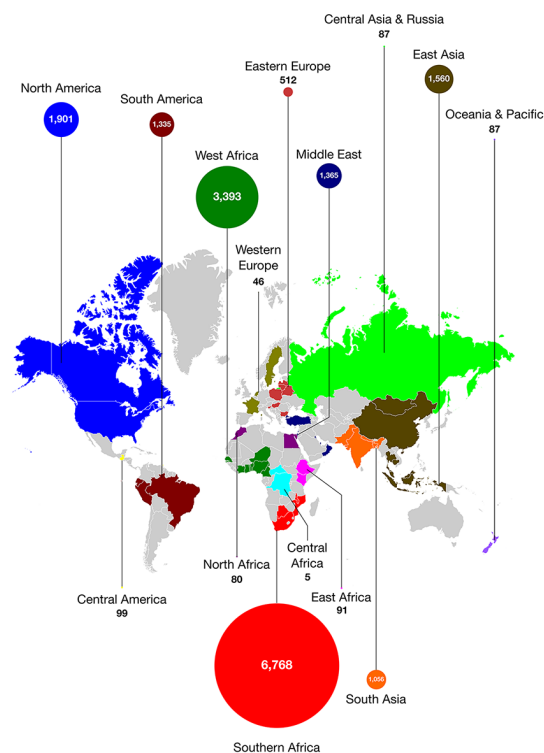 Central Asia & Russia
87
East Asia
1,560
Eastern Europe
512
North America
1,901
South America
1,335
Oceania & Pacific
87
West Africa
3,393
Middle East
1,365
Western
Europe
46
North Africa
80
Central
Africa
5
Central America
99
East Africa
91
6,768
Southern Africa
1,056
South Asia